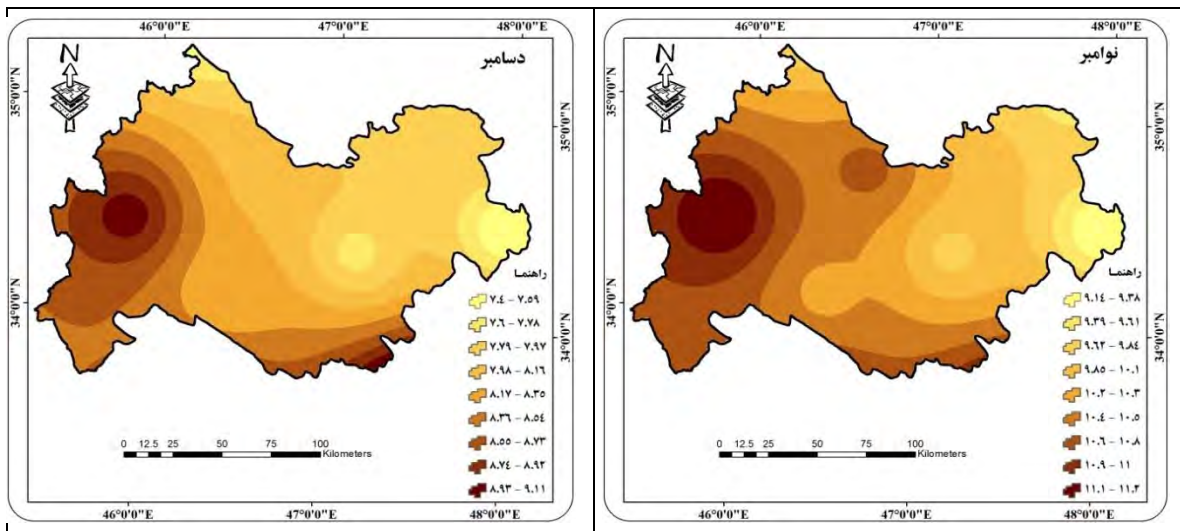 46°0'0"E 47°0'0"E 48°0'0"E
N
دسامبر
35°0'0"N
35°0'0"N
34°0'0"N
34°0'0"N
راهنما
۷.۴ – ۷.۵۹
۷.۶ – ۷.۷۸
۷.۷۹ – ۷.۹۷
۷.۹۸ – ۸.۱۶
۸.۱۷ – ۸.۳۵
۸.۳۶ – ۸.۵۴
۸.۵۵ – ۸.۷۳
۸.۷۴ – ۸.۹۲
۸.۹۳ – ۹.۱۱
0 12.5 25 50 75 100
Kilometers
46°0'0"E 47°0'0"E 48°0'0"E
46°0'0"E 47°0'0"E 48°0'0"E
N
نوامبر
35°0'0"N
35°0'0"N
34°0'0"N
34°0'0"N
راهنما
۹.۱۴ – ۹.۳۸
۹.۳۹ – ۹.۶۱
۹.۶۲ – ۹.۸۴
۹.۸۵ – ۱۰.۱
۱۰.۲ – ۱۰.۳
۱۰.۴ – ۱۰.۵
۱۰.۶ – ۱۰.۸
۱۰.۹ – ۱۱
۱۱.۱ – ۱۱.۲
0 12.5 25 50 75 100
Kilometers
46°0'0"E 47°0'0"E 48°0'0"E